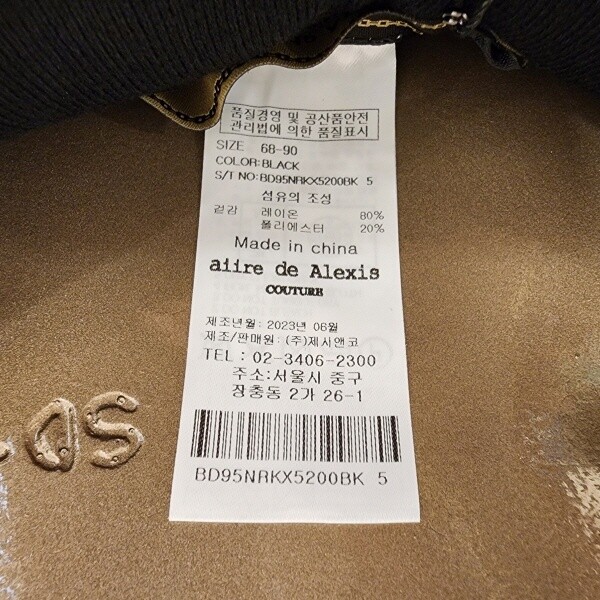 품질경영 및 공산품안전
관리법에 의한 품질표시
SIZE 68-90
COLOR:BLACK
S/T NO:BD95NRKX5200BK 5
섬유의 조성
겉감 레이온 80%
폴리에스터 20%
Made in china
aiire de Alexis
COUTURE
제조년월: 2023년 06월
제조/판매원: (주)제시앤코
TEL : 02-3406-2300
주소:서울시 중구
장충동 2가 26-1
BD95NRKX5200BK 5